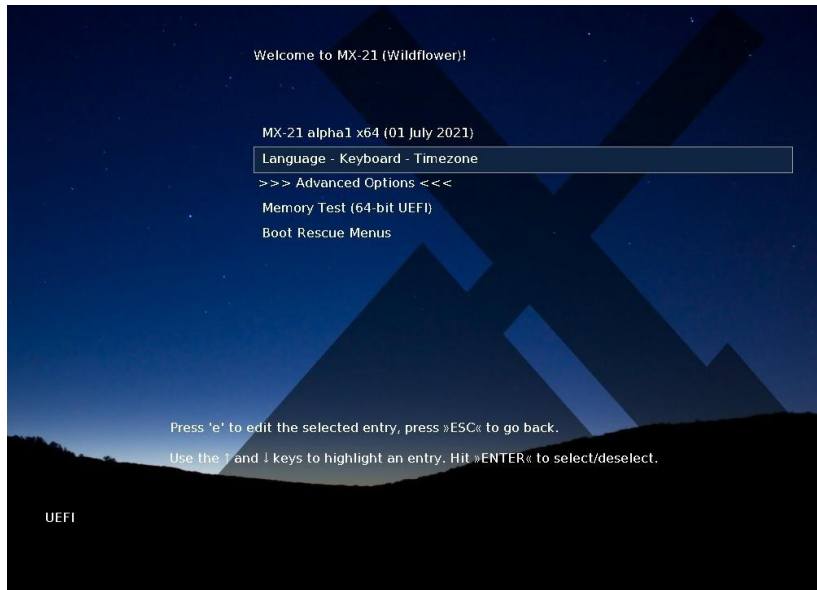 Welcome to MX-21 (Wildflower)!
MX-21 alpha1 x64 (01 July 2021)
Language - Keyboard - Timezone
>>> Advanced Options <<<
Memory Test (64-bit UEFI)
Boot Rescue Menus
Press 'e' to edit the selected entry, press »ESC« to go back.
Use the ↑ and ↓ keys to highlight an entry. Hit »ENTER« to select/deselect.
UEFI